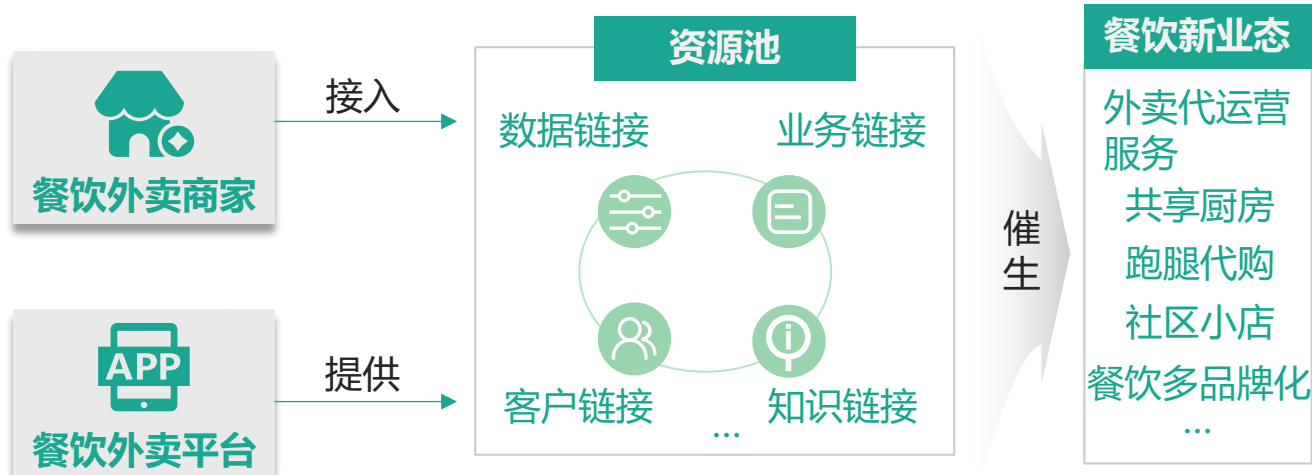 餐饮外卖商家
接入
APP
餐饮外卖平台
提供
资源池
数据链接
业务链接
客户链接
知识链接
...
催
生
餐饮新业态
外卖代运营
服务
共享厨房
跑腿代购
社区小店
餐饮多品牌化
...